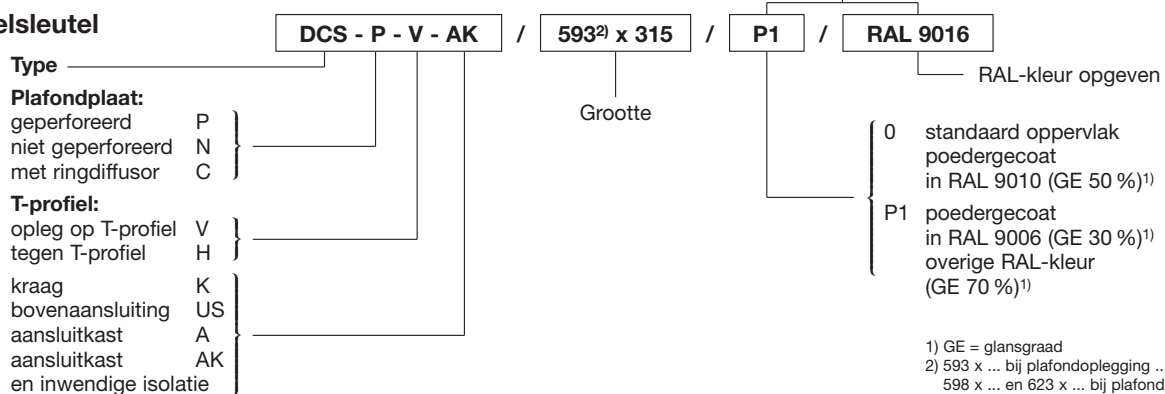 elsleutel
DCS - P - V - AK / 593²⁾ x 315 / P1 / RAL 9016
Type
RAL-kleur opgeven
Grootte
Plafondplaat:
geperforeerd P
niet geperforeerd N
met ringdiffusor C
T-profiel:
opleg op T-profiel V
tegen T-profiel H
kraag K
bovenaansluiting US
aansluitkast A
aansluitkast AK
en inwendige isolatie
0 standaard oppervlak
poedergecoat
in RAL 9010 (GE 50 %)¹⁾
P1 poedergecoat
in RAL 9006 (GE 30 %)¹⁾
overige RAL-kleur
(GE 70 %)¹⁾
1) GE = glansgraad
2) 593 x ... bij plafondoplegging ..
598 x ... en 623 x ... bij plafond